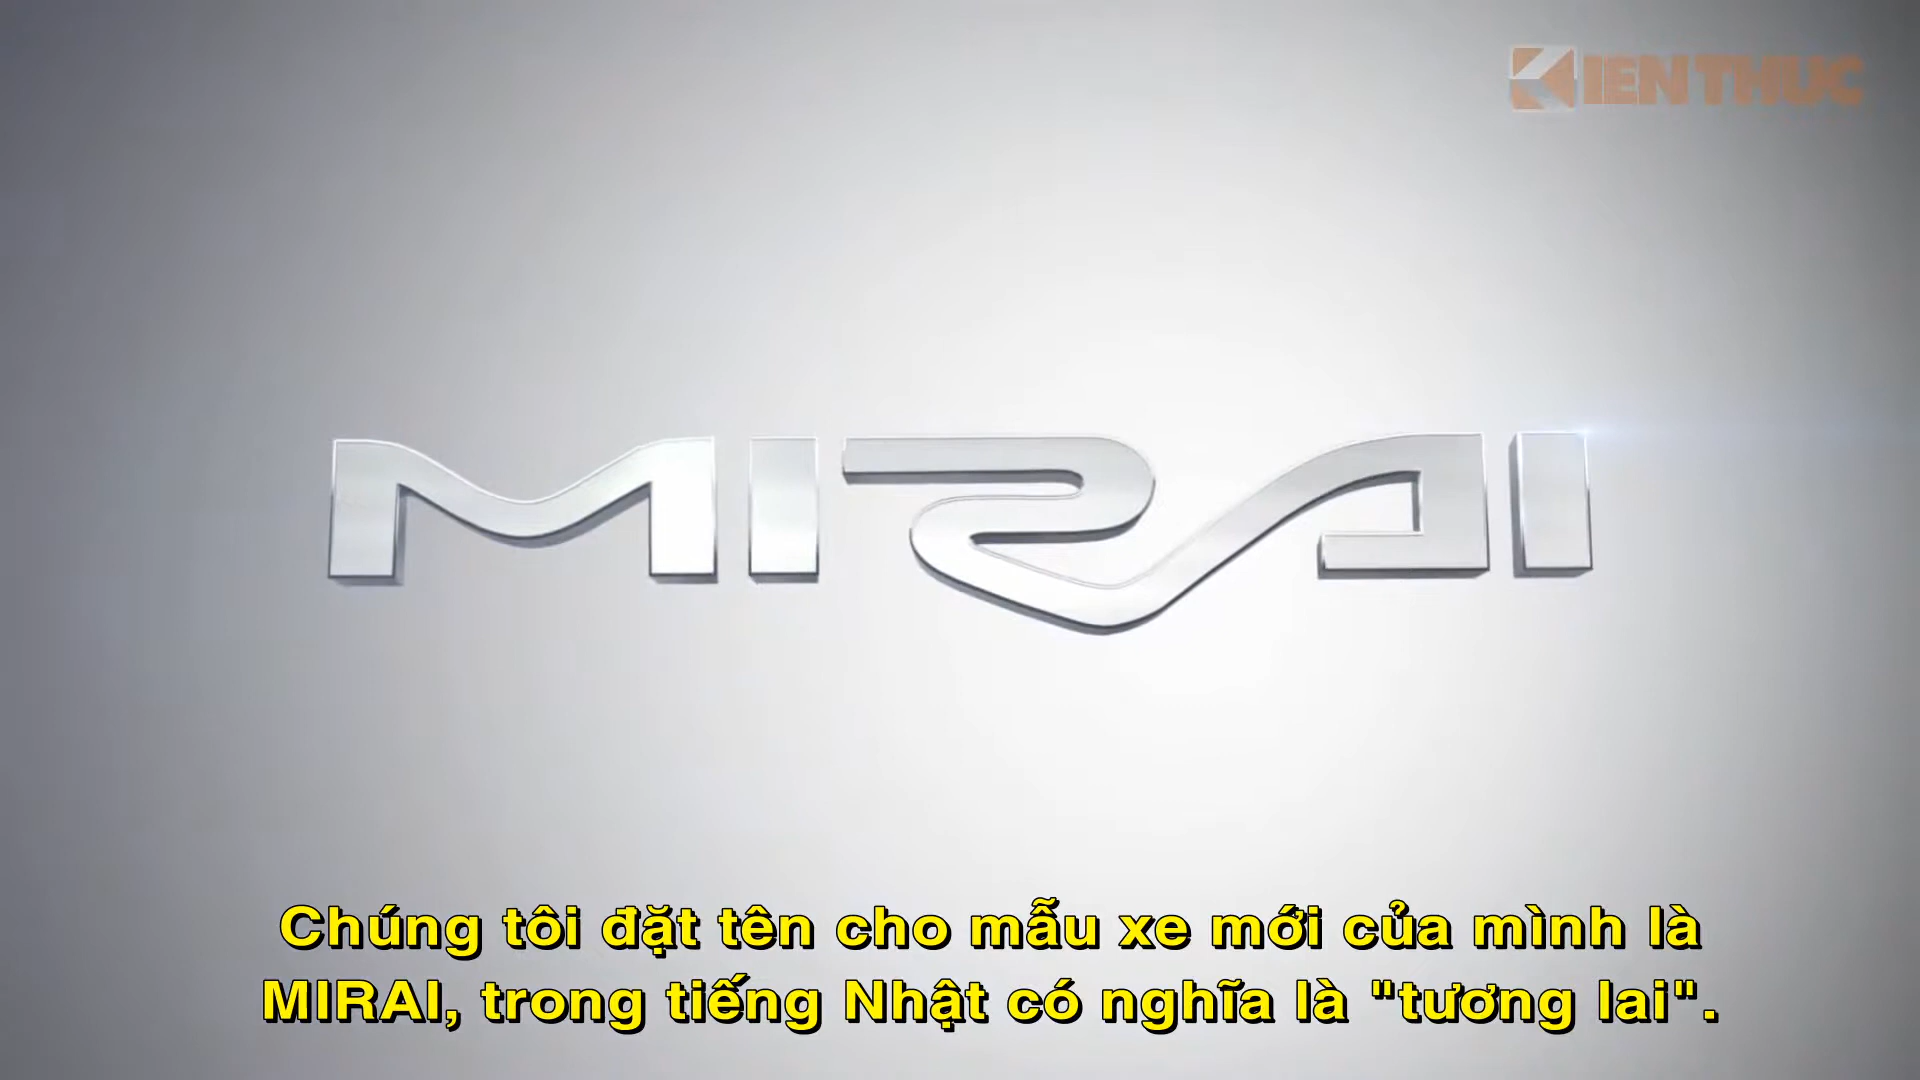 KIENTHUC
MIRAI
Chúng tôi đặt tên cho mẫu xe mới của mình là
MIRAI, trong tiếng Nhật có nghĩa là "tương lai".